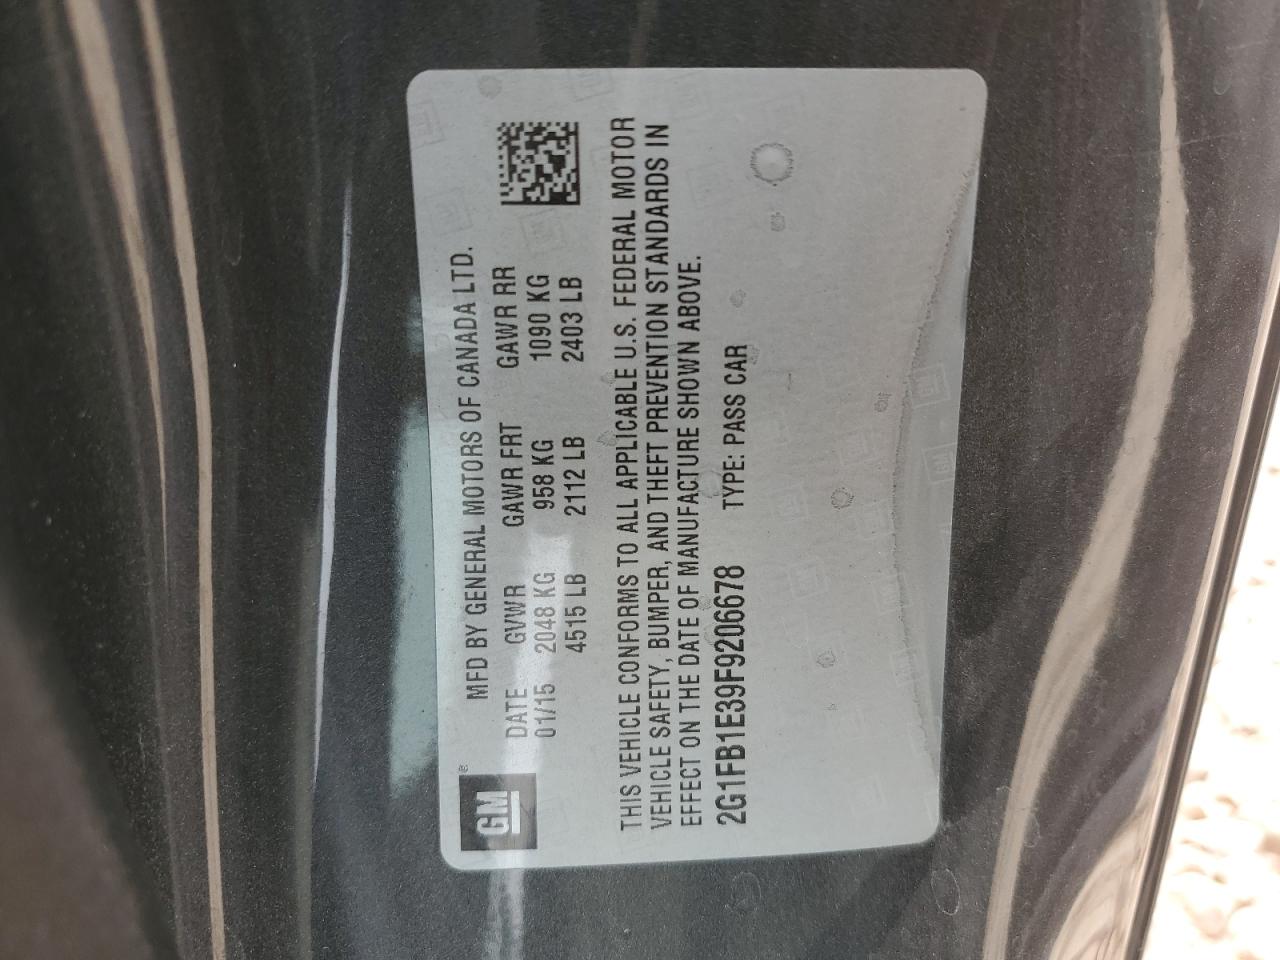 GM®
MFD BY GENERAL MOTORS OF CANADA LTD.
DATE GVWR GAWR FRT GAWR RR
01/15 2048 KG 958 KG 1090 KG
4515 LB 2112 LB 2403 LB
THIS VEHICLE CONFORMS TO ALL APPLICABLE U.S. FEDERAL MOTOR
VEHICLE SAFETY, BUMPER, AND THEFT PREVENTION STANDARDS IN
EFFECT ON THE DATE OF MANUFACTURE SHOWN ABOVE.
2G1FB1E39F9206678 TYPE: PASS CAR